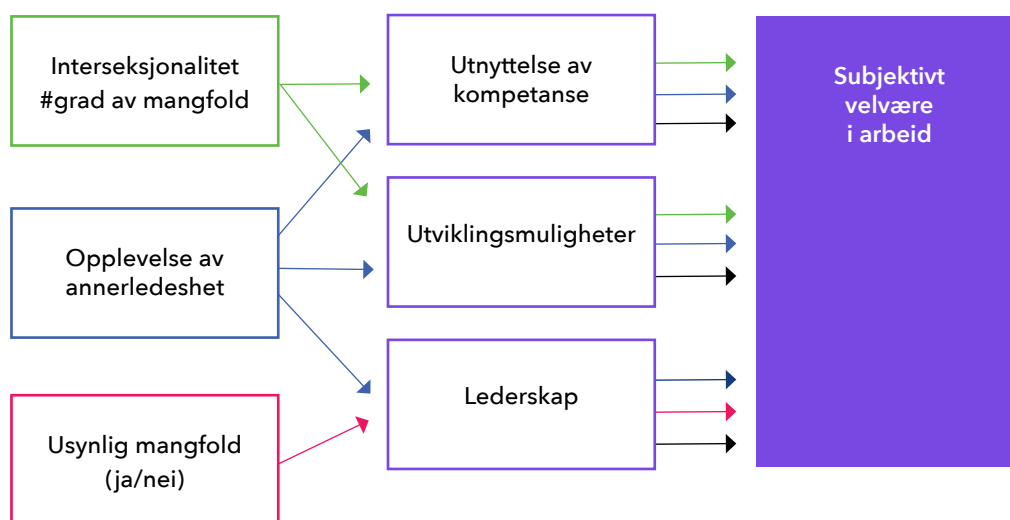 Interseksjonalitet
#grad av mangfold
Opplevelse av
annerledeshet
Usynlig mangfold
(ja/nei)
Utnyttelse av
kompetanse
Utviklingsmuligheter
Lederskap
Subjektivt
velvære
i arbeid